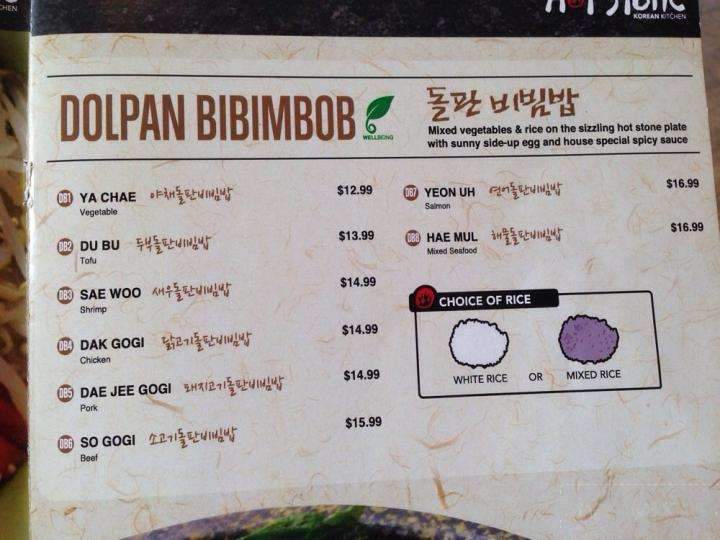 HOT STONE
KOREAN KITCHEN
DOLPAN BIBIMBOB
WELLBEING
돌판 비빔밥
Mixed vegetables & rice on the sizzling hot stone plate
with sunny side-up egg and house special spicy sauce
DB1 YA CHAE 야채돌판비빔밥 $12.99
Vegetable
DB2 DU BU 두부돌판비빔밥 $13.99
Tofu
DB3 SAE WOO 새우돌판비빔밥 $14.99
Shrimp
DB4 DAK GOGI 닭고기돌판비빔밥 $14.99
Chicken
DB5 DAE JEE GOGI 돼지고기돌판비빔밥 $14.99
Pork
DB6 SO GOGI 소고기돌판비빔밥 $15.99
Beef
DB7 YEON UH 연어돌판비빔밥 $16.99
Salmon
DB8 HAE MUL 해물돌판비빔밥 $16.99
Mixed Seafood
CHOICE OF RICE
WHITE RICE OR MIXED RICE